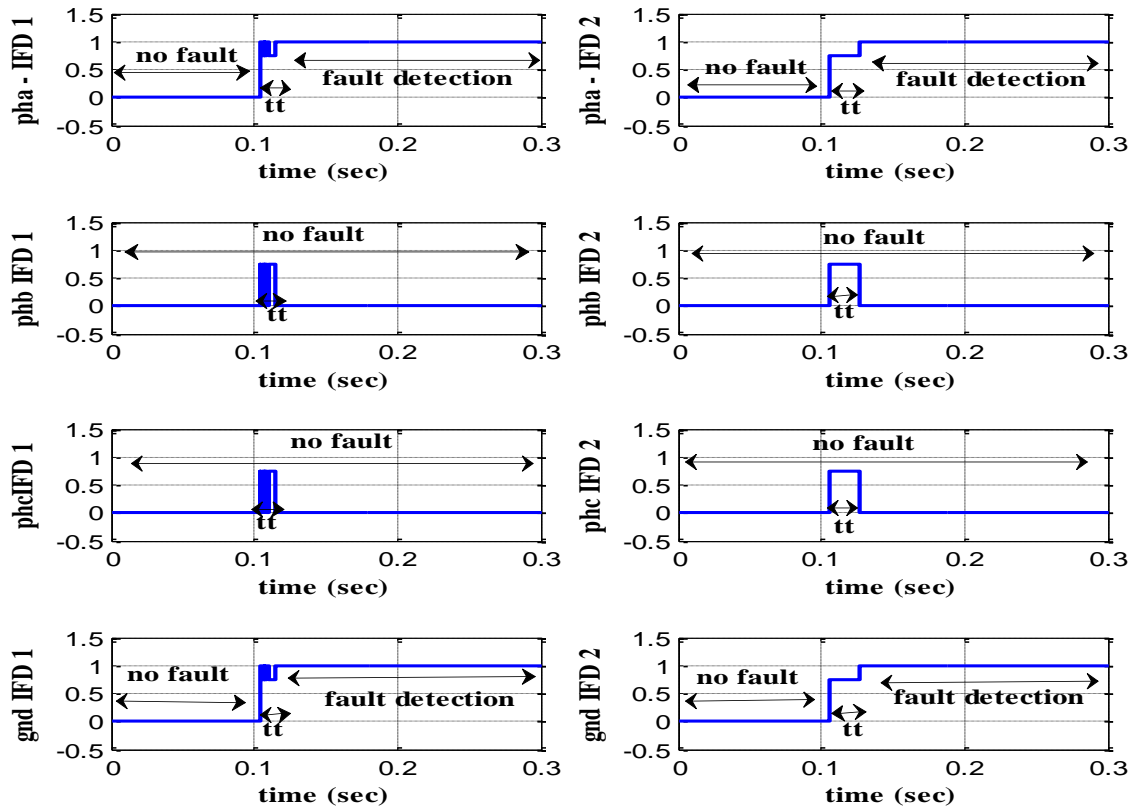 pha - IFD 1
1.5
1
0.5
0
-0.5
no fault
fault detection
tt
0 0.1 0.2 0.3
time (sec)
pha - IFD 2
1.5
1
0.5
0
-0.5
no fault
fault detection
tt
0 0.1 0.2 0.3
time (sec)
phb IFD 1
1.5
1
0.5
0
-0.5
no fault
tt
0 0.1 0.2 0.3
time (sec)
phb IFD 2
1.5
1
0.5
0
-0.5
no fault
tt
0 0.1 0.2 0.3
time (sec)
phcIFD 1
1.5
1
0.5
0
-0.5
no fault
tt
0 0.1 0.2 0.3
time (sec)
phc IFD 2
1.5
1
0.5
0
-0.5
no fault
tt
0 0.1 0.2 0.3
time (sec)
gnd IFD 1
1.5
1
0.5
0
-0.5
no fault
fault detection
tt
0 0.1 0.2 0.3
time (sec)
gnd IFD 2
1.5
1
0.5
0
-0.5
no fault
fault detection
tt
0 0.1 0.2 0.3
time (sec)